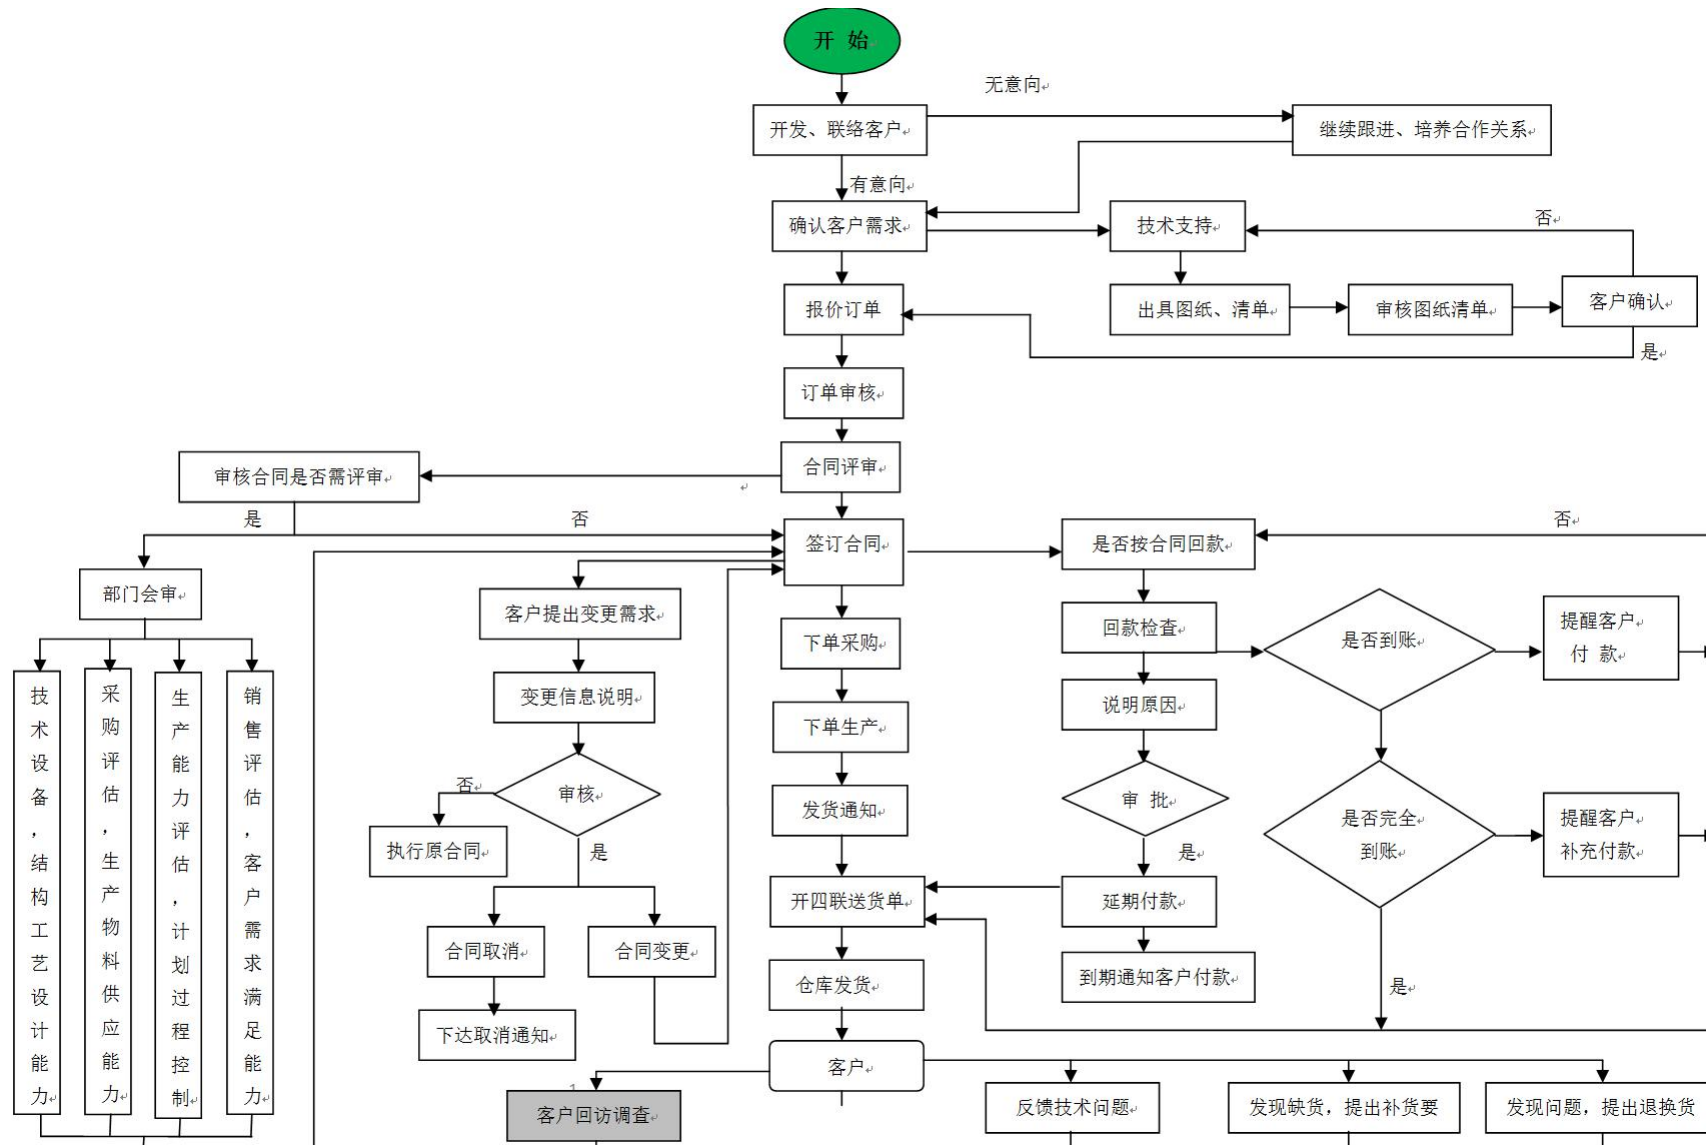 开 始
无意向
开发、联络客户
继续跟进、培养合作关系
有意向
确认客户需求
技术支持
否
报价订单
出具图纸、清单
审核图纸清单
客户确认
是
订单审核
合同评审
审核合同是否需评审
是
否
签订合同
是否按合同回款
否
部门会审
客户提出变更需求
下单采购
回款检查
是否到账
提醒客户
付 款
技术设备，结构工艺设计能力
采购评估，生产物料供应能力
生产能力评估，计划过程控制
销售评估，客户需求满足能力
变更信息说明
下单生产
说明原因
否
审核
发货通知
审 批
是否完全
到账
提醒客户
补充付款
执行原合同
是
是
开四联送货单
延期付款
合同取消
合同变更
仓库发货
到期通知客户付款
是
下达取消通知
客户
1
客户回访调查
反馈技术问题
发现缺货，提出补货要
发现问题，提出退换货